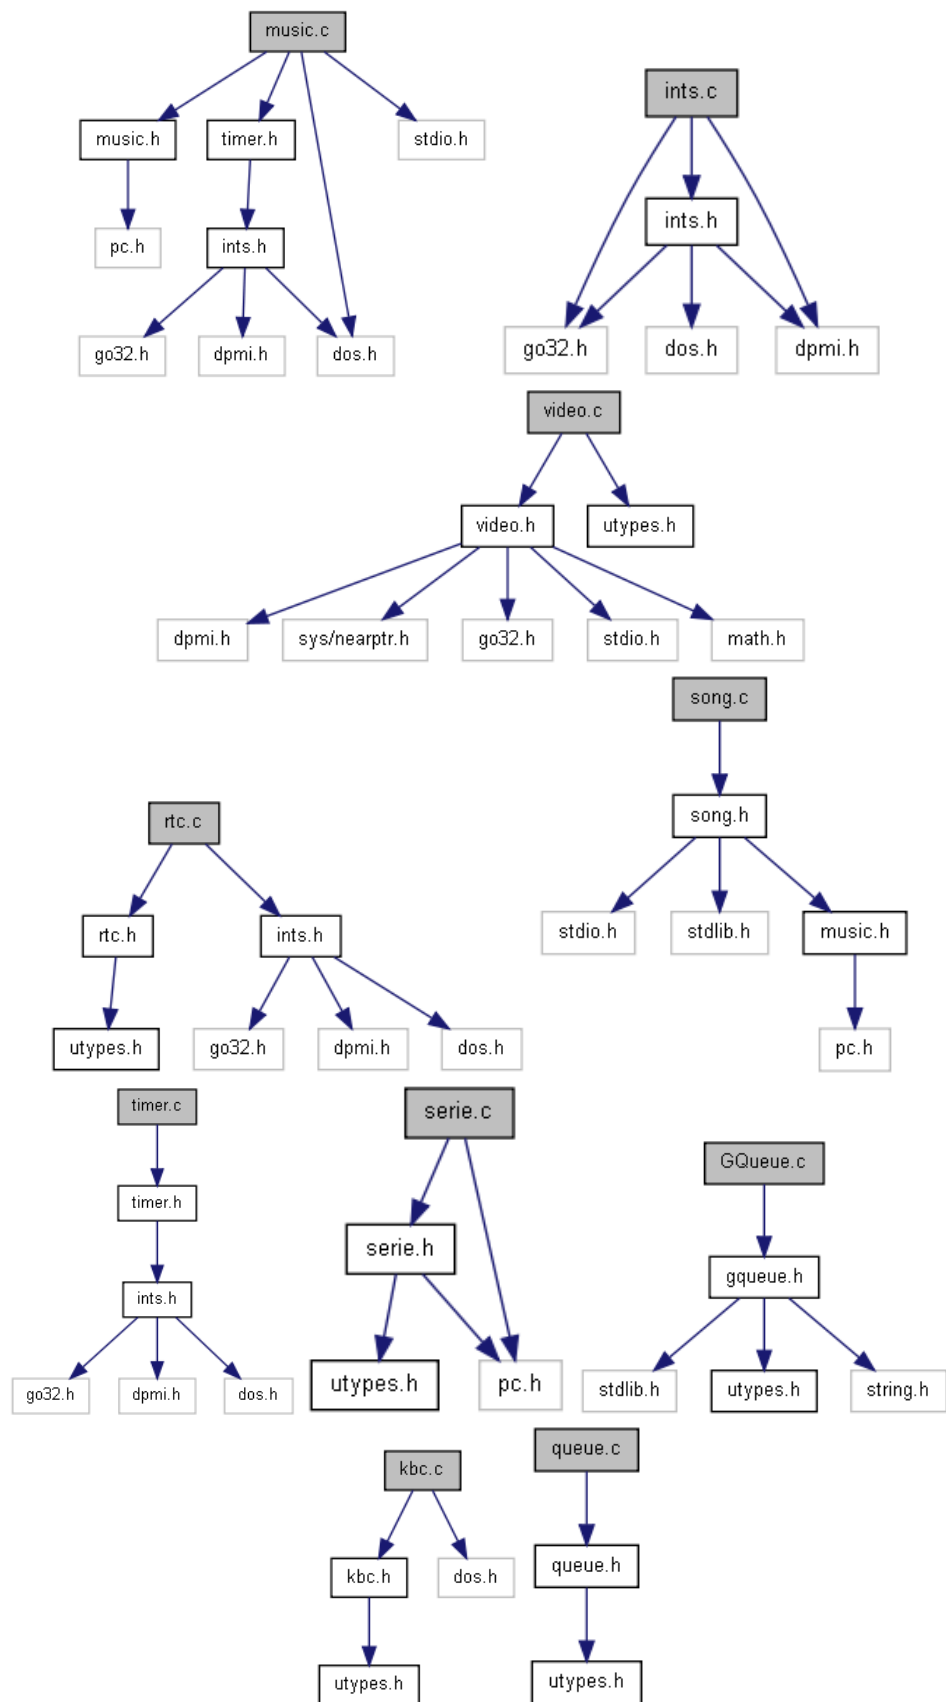 music.c
music.h
timer.h
stdio.h
pc.h
ints.h
go32.h
dpmi.h
dos.h
ints.c
ints.h
go32.h
dos.h
dpmi.h
video.c
video.h
utypes.h
dpmi.h
sys/nearptr.h
go32.h
stdio.h
math.h
song.c
song.h
stdio.h
stdlib.h
music.h
pc.h
rtc.c
rtc.h
ints.h
utypes.h
go32.h
dpmi.h
dos.h
timer.c
timer.h
ints.h
go32.h
dpmi.h
dos.h
serie.c
serie.h
utypes.h
pc.h
GQueue.c
gqueue.h
stdlib.h
utypes.h
string.h
kbc.c
kbc.h
dos.h
utypes.h
queue.c
queue.h
utypes.h